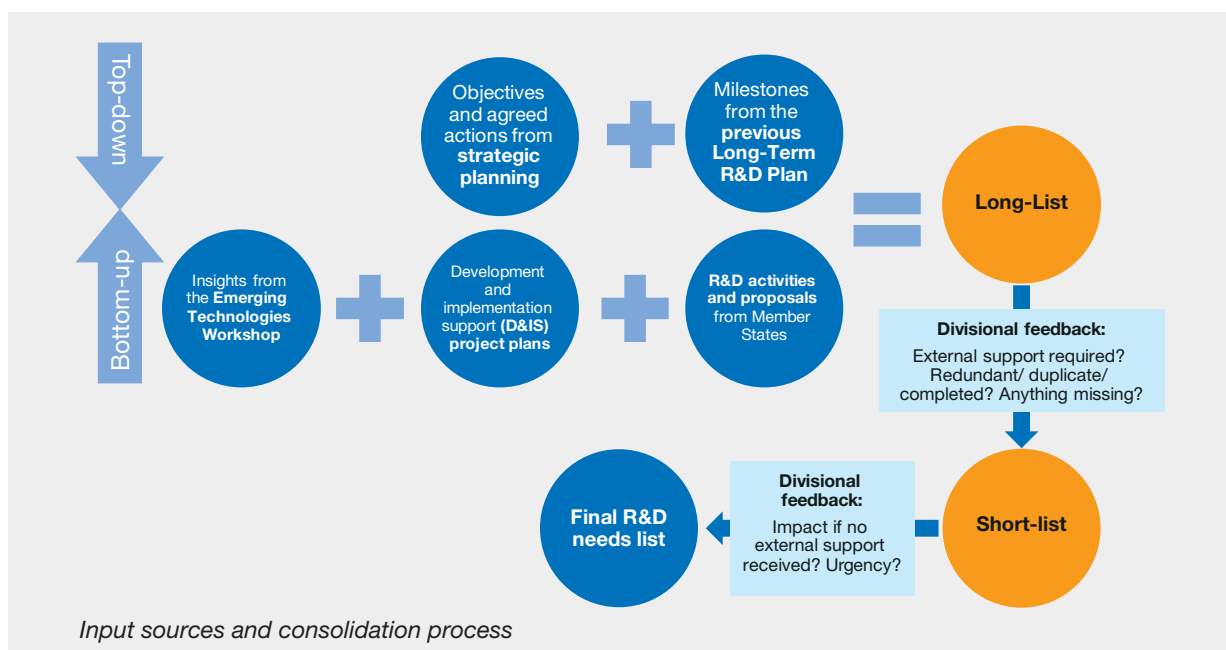 Top-down
Objectives
and agreed
actions from
strategic
planning
Milestones
from the
previous
Long-Term
R&D Plan
Long-List
Bottom-up
Insights from
the Emerging
Technologies
Workshop
Development
and
implementation
support (D&IS)
project plans
R&D activities
and proposals
from Member
States
Divisional feedback:
External support required?
Redundant/ duplicate/
completed? Anything missing?
Short-list
Divisional
feedback:
Impact if no
external support
received? Urgency?
Final R&D
needs list
Input sources and consolidation process